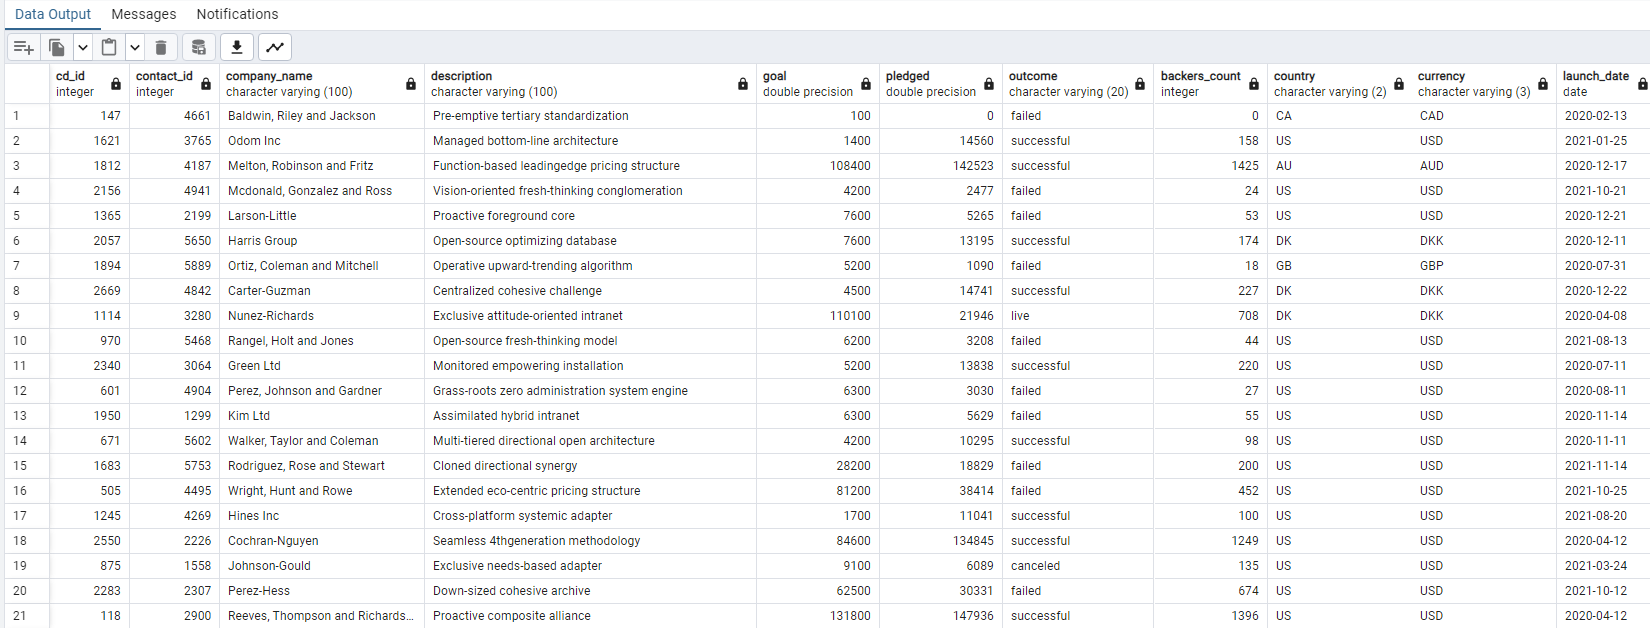 Data Output Messages Notifications
cd_id contact_id company_name description goal pledged outcome backers_count country currency launch_date
integer integer character varying (100) character varying (100) double precision double precision character varying (20) integer character varying (2) character varying (3) date
1 147 4661 Baldwin, Riley and Jackson Pre-emptive tertiary standardization 100 0 failed 0 CA CAD 2020-02-13
2 1621 3765 Odom Inc Managed bottom-line architecture 1400 14560 successful 158 US USD 2021-01-25
3 1812 4187 Melton, Robinson and Fritz Function-based leadingedge pricing structure 108400 142523 successful 1425 AU AUD 2020-12-17
4 2156 4941 Mcdonald, Gonzalez and Ross Vision-oriented fresh-thinking conglomeration 4200 2477 failed 24 US USD 2021-10-21
5 1365 2199 Larson-Little Proactive foreground core 7600 5265 failed 53 US USD 2020-12-21
6 2057 5650 Harris Group Open-source optimizing database 7600 13195 successful 174 DK DKK 2020-12-11
7 1894 5889 Ortiz, Coleman and Mitchell Operative upward-trending algorithm 5200 1090 failed 18 GB GBP 2020-07-31
8 2669 4842 Carter-Guzman Centralized cohesive challenge 4500 14741 successful 227 DK DKK 2020-12-22
9 1114 3280 Nunez-Richards Exclusive attitude-oriented intranet 110100 21946 live 708 DK DKK 2020-04-08
10 970 5468 Rangel, Holt and Jones Open-source fresh-thinking model 6200 3208 failed 44 US USD 2021-08-13
11 2340 3064 Green Ltd Monitored empowering installation 5200 13838 successful 220 US USD 2020-07-11
12 601 4904 Perez, Johnson and Gardner Grass-roots zero administration system engine 6300 3030 failed 27 US USD 2020-08-11
13 1950 1299 Kim Ltd Assimilated hybrid intranet 6300 5629 failed 55 US USD 2020-11-14
14 671 5602 Walker, Taylor and Coleman Multi-tiered directional open architecture 4200 10295 successful 98 US USD 2020-11-11
15 1683 5753 Rodriguez, Rose and Stewart Cloned directional synergy 28200 18829 failed 200 US USD 2021-11-14
16 505 4495 Wright, Hunt and Rowe Extended eco-centric pricing structure 81200 38414 failed 452 US USD 2021-10-25
17 1245 4269 Hines Inc Cross-platform systemic adapter 1700 11041 successful 100 US USD 2021-08-20
18 2550 2226 Cochran-Nguyen Seamless 4thgeneration methodology 84600 134845 successful 1249 US USD 2020-04-12
19 875 1558 Johnson-Gould Exclusive needs-based adapter 9100 6089 canceled 135 US USD 2021-03-24
20 2283 2307 Perez-Hess Down-sized cohesive archive 62500 30331 failed 674 US USD 2021-10-12
21 118 2900 Reeves, Thompson and Richards... Proactive composite alliance 131800 147936 successful 1396 US USD 2020-04-12